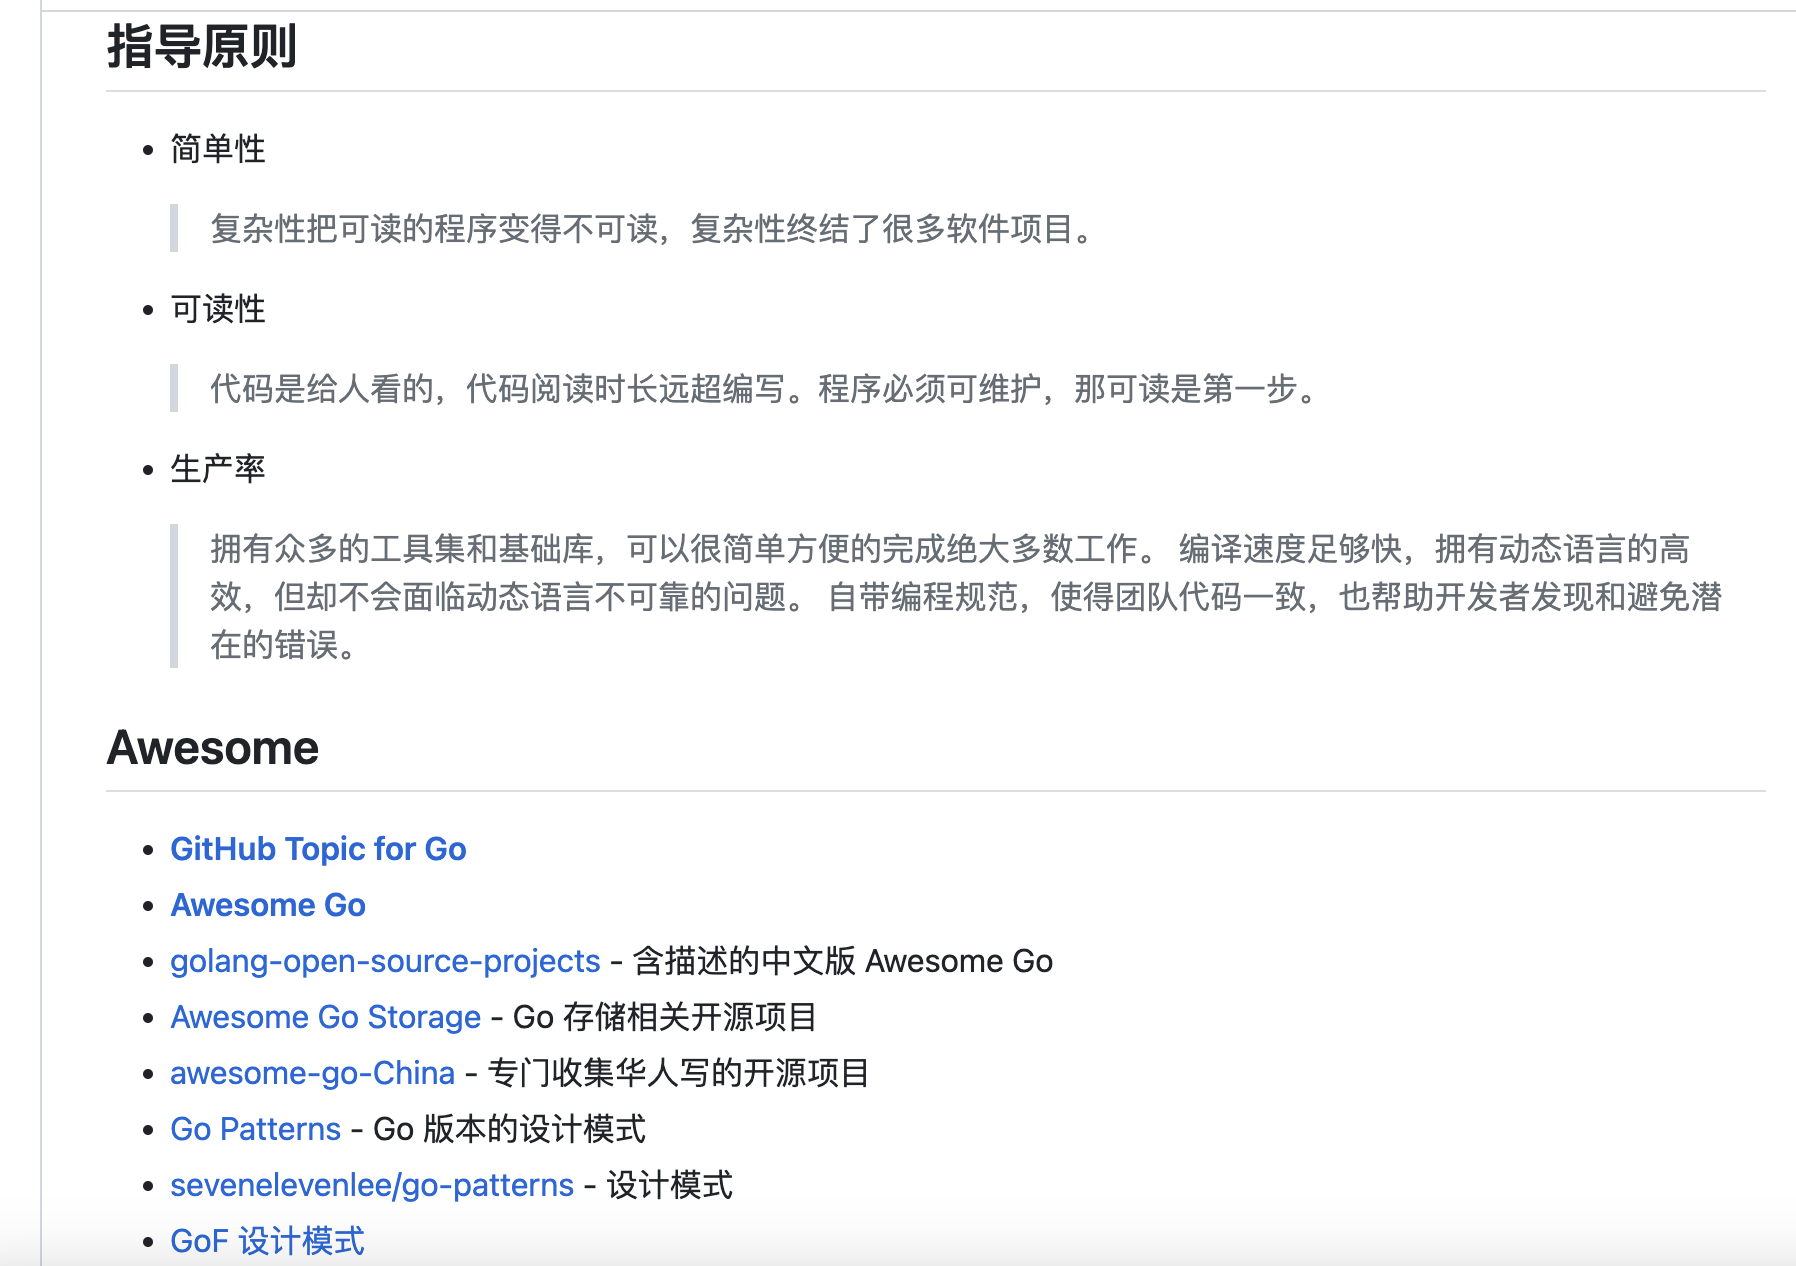 指导原则
简单性
复杂性把可读的程序变得不可读，复杂性终结了很多软件项目。
可读性
代码是给人看的，代码阅读时长远超编写。程序必须可维护，那可读是第一步。
生产率
拥有众多的工具集和基础库，可以很简单方便的完成绝大多数工作。 编译速度足够快，拥有动态语言的高
效，但却不会面临动态语言不可靠的问题。 自带编程规范，使得团队代码一致，也帮助开发者发现和避免潜
在的错误。
Awesome
GitHub Topic for Go
Awesome Go
golang-open-source-projects - 含描述的中文版 Awesome Go
Awesome Go Storage - Go 存储相关开源项目
awesome-go-China - 专门收集华人写的开源项目
Go Patterns - Go 版本的设计模式
sevenelevenlee/go-patterns - 设计模式
GoF 设计模式